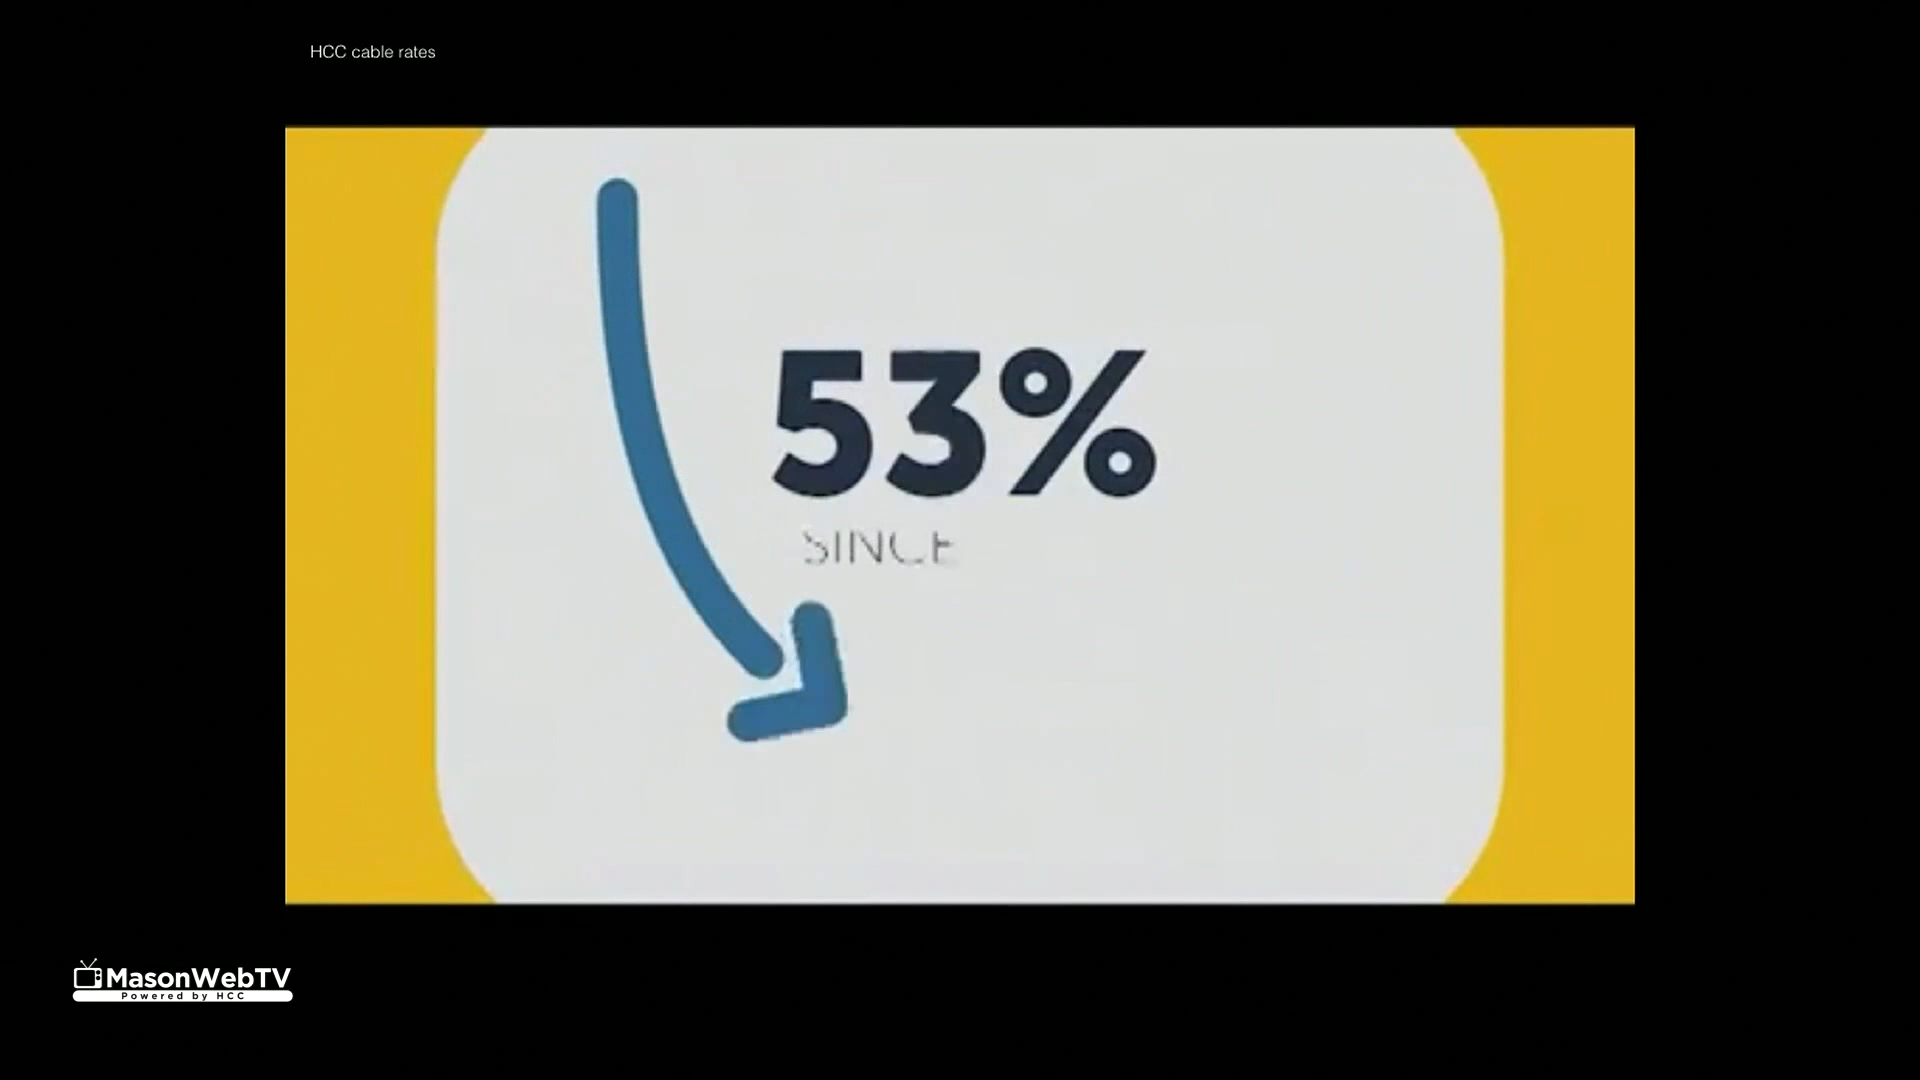 HCC cable rates
53%
SINCE
MasonWebTV
Powered by HCC